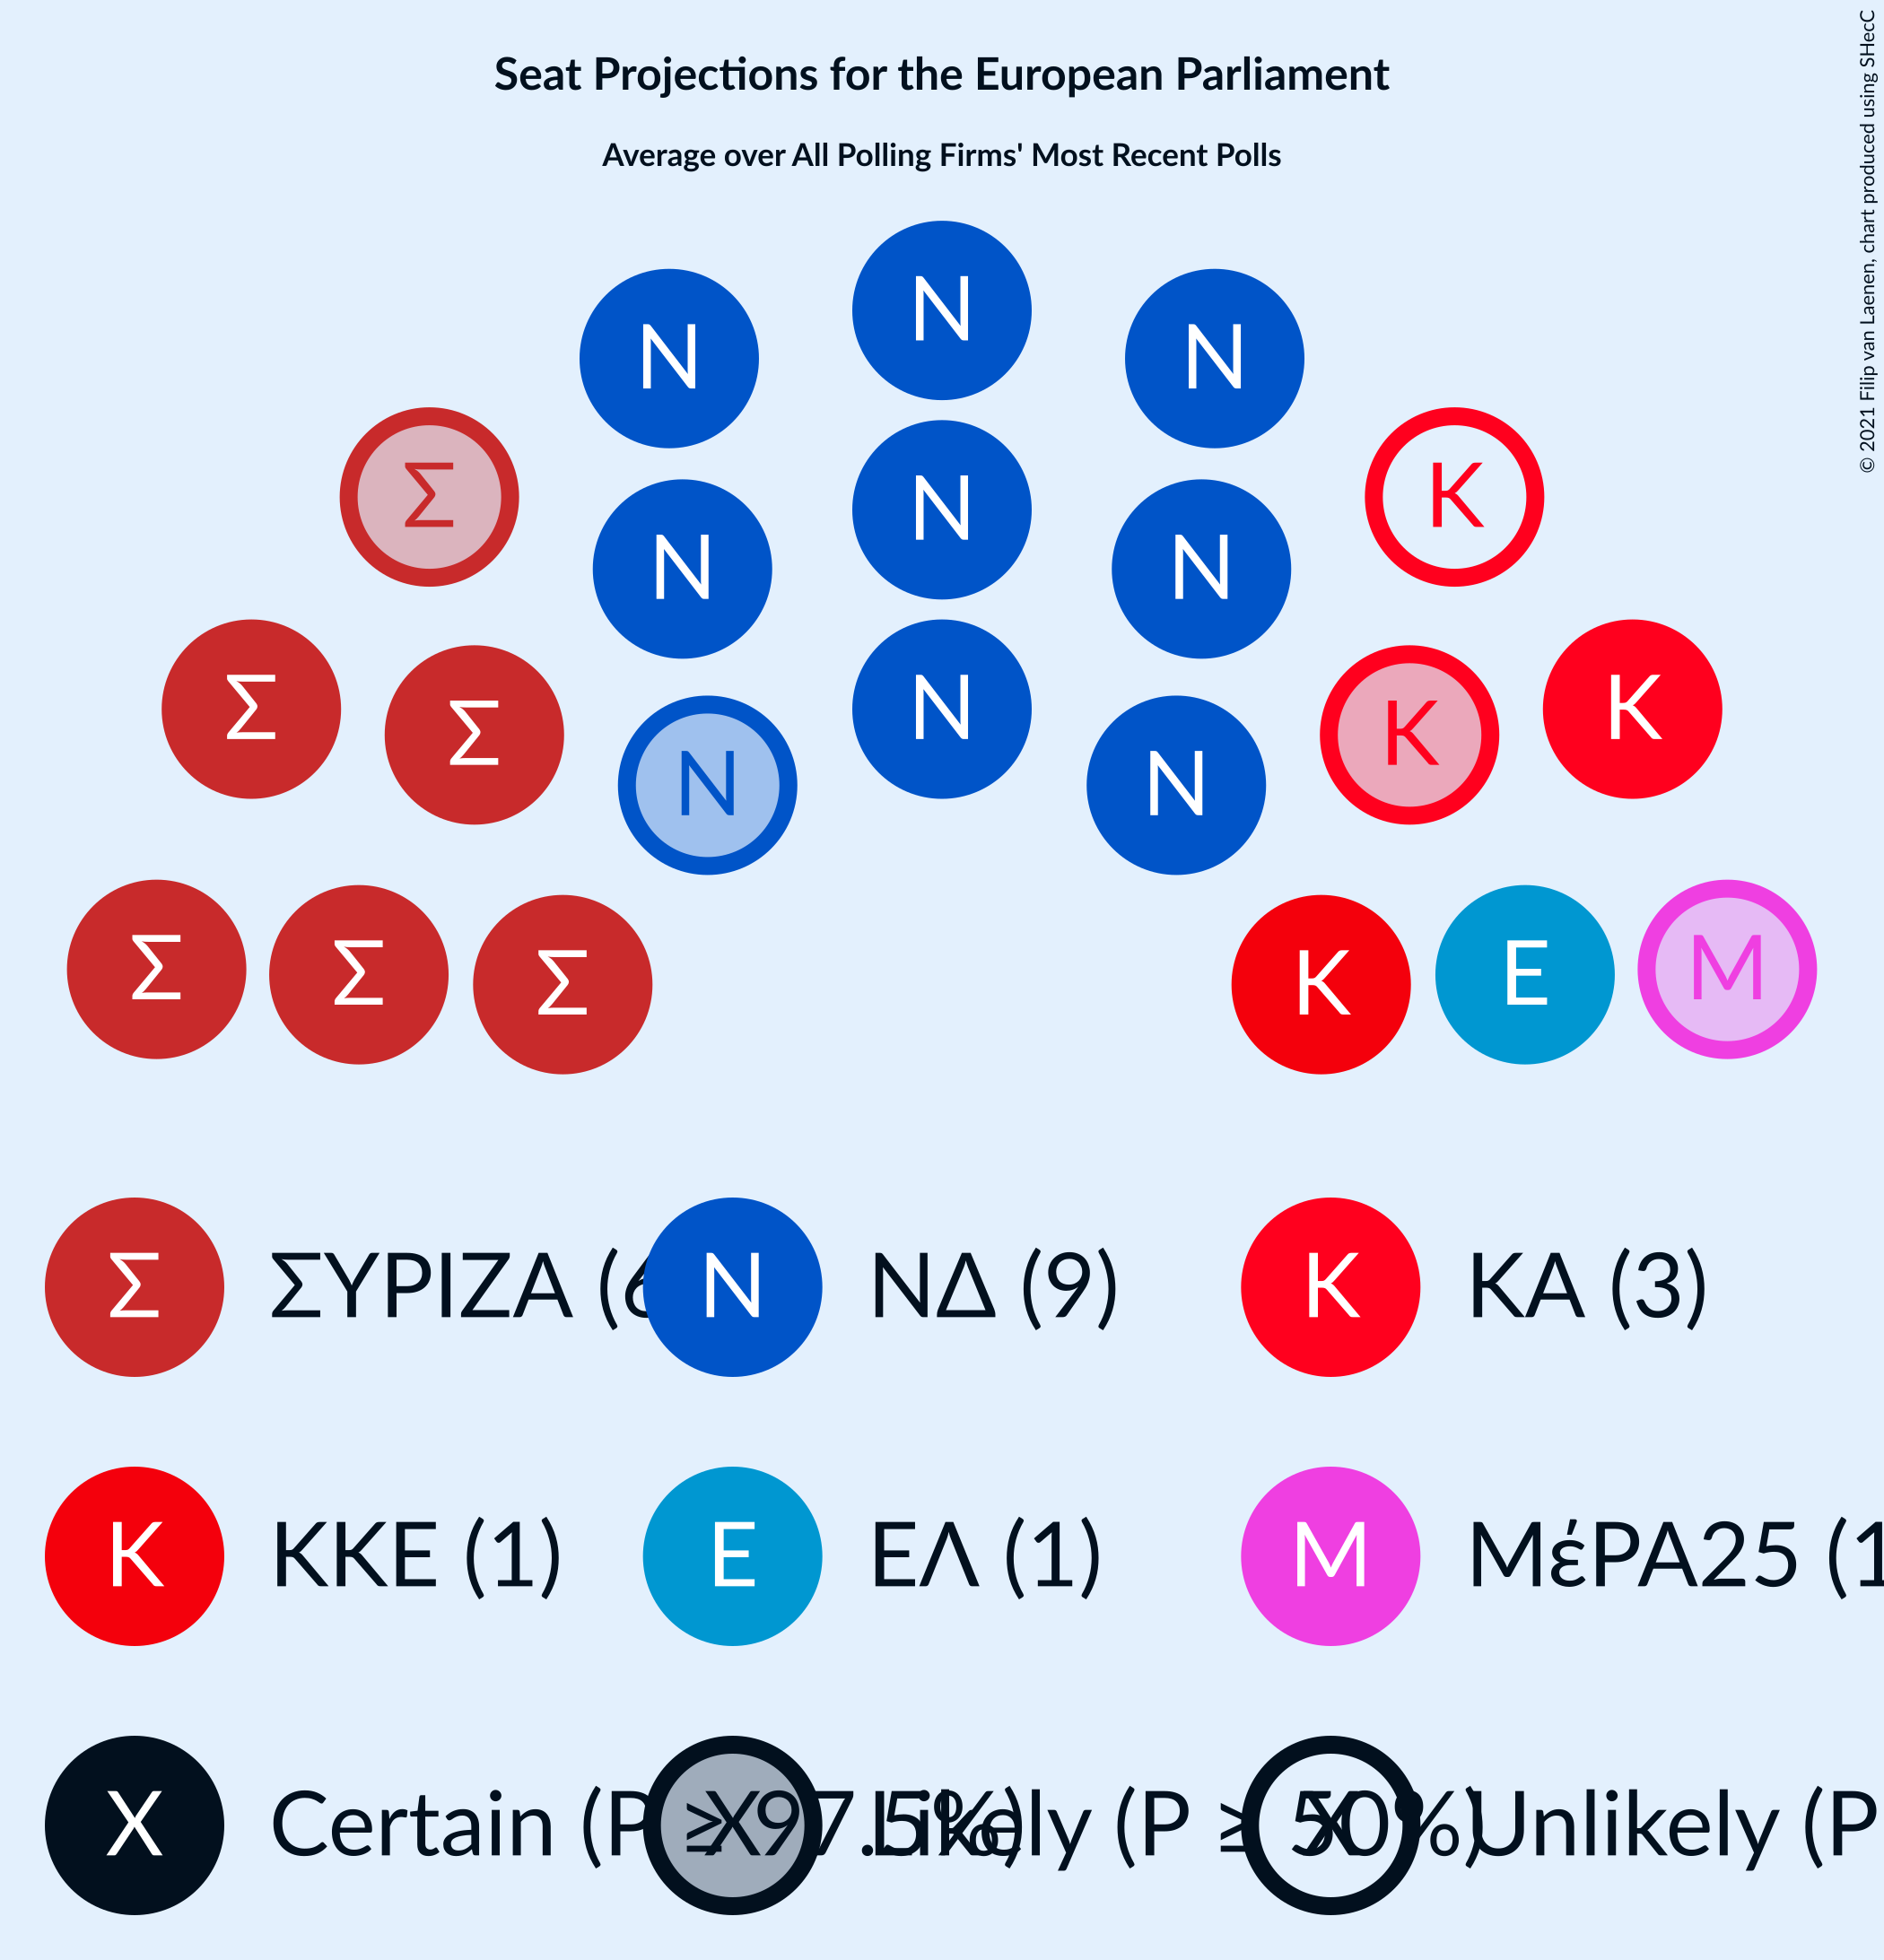 Seat Projections for the European Parliament
Average over All Polling Firms' Most Recent Polls
© 2021 Filip van Laenen, chart produced using SHecC
N
N N
Σ N K
N N
Σ N K
Σ K
N N
Σ Σ Σ K E M
Σ ΣΥΡΙΖΑ (6 N ΝΔ (9) K ΚΑ (3)
K ΚΚΕ (1) E ΕΛ (1) M ΜέΡΑ25 (1
X Certain (P ≥ 97.5%) X Likely (P ≥ 50%) X Unlikely (P